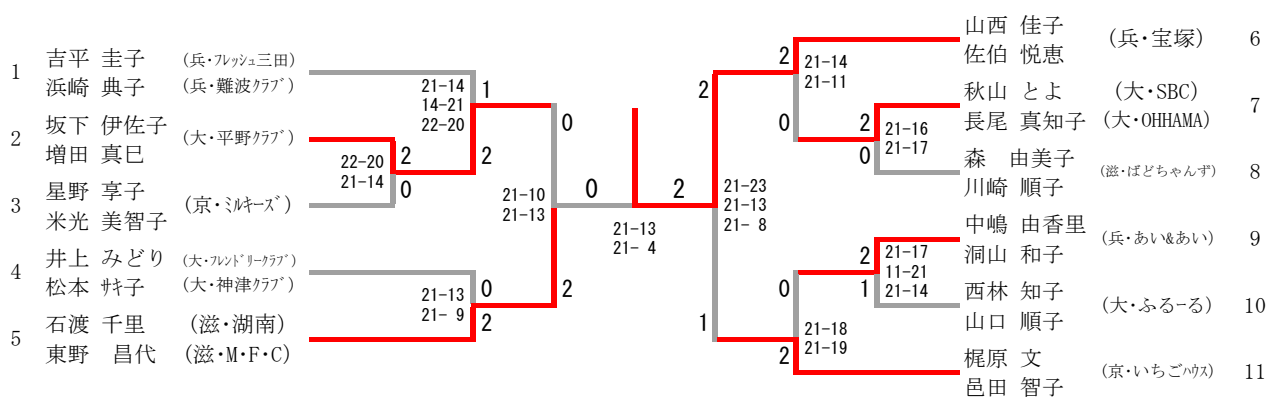 1
吉平 圭子 (兵・フレッシュ三田)
浜崎 典子 (兵・難波クラブ)
2
坂下 伊佐子
増田 真巳
(大・平野クラブ)
3
星野 享子
米光 美智子
(京・ミルキーズ)
4
井上 みどり (大・フレンドリークラブ)
松本 サキ子 (大・神津クラブ)
5
石渡 千里 (滋・湖南)
東野 昌代 (滋・M・F・C)
22-20
21-14
2
0
21-14
14-21
22-20
1
2
21-13
21- 9
0
2
21-10
21-13
0
2
0
2
21-13
21- 4
21-23
21-13
21- 8
2
1
21-14
21-11
2
0
21-16
21-17
2
0
21-17
11-21
21-14
2
1
21-18
21-19
0
2
山西 佳子
佐伯 悦恵
(兵・宝塚)
6
秋山 とよ (大・SBC)
長尾 真知子 (大・OHHAMA)
7
森 由美子
川崎 順子
(滋・ばどちゃんず)
8
中嶋 由香里
洞山 和子
(兵・あい&あい)
9
西林 知子
山口 順子
(大・ふるーる)
10
梶原 文
邑田 智子
(京・いちごハウス)
11